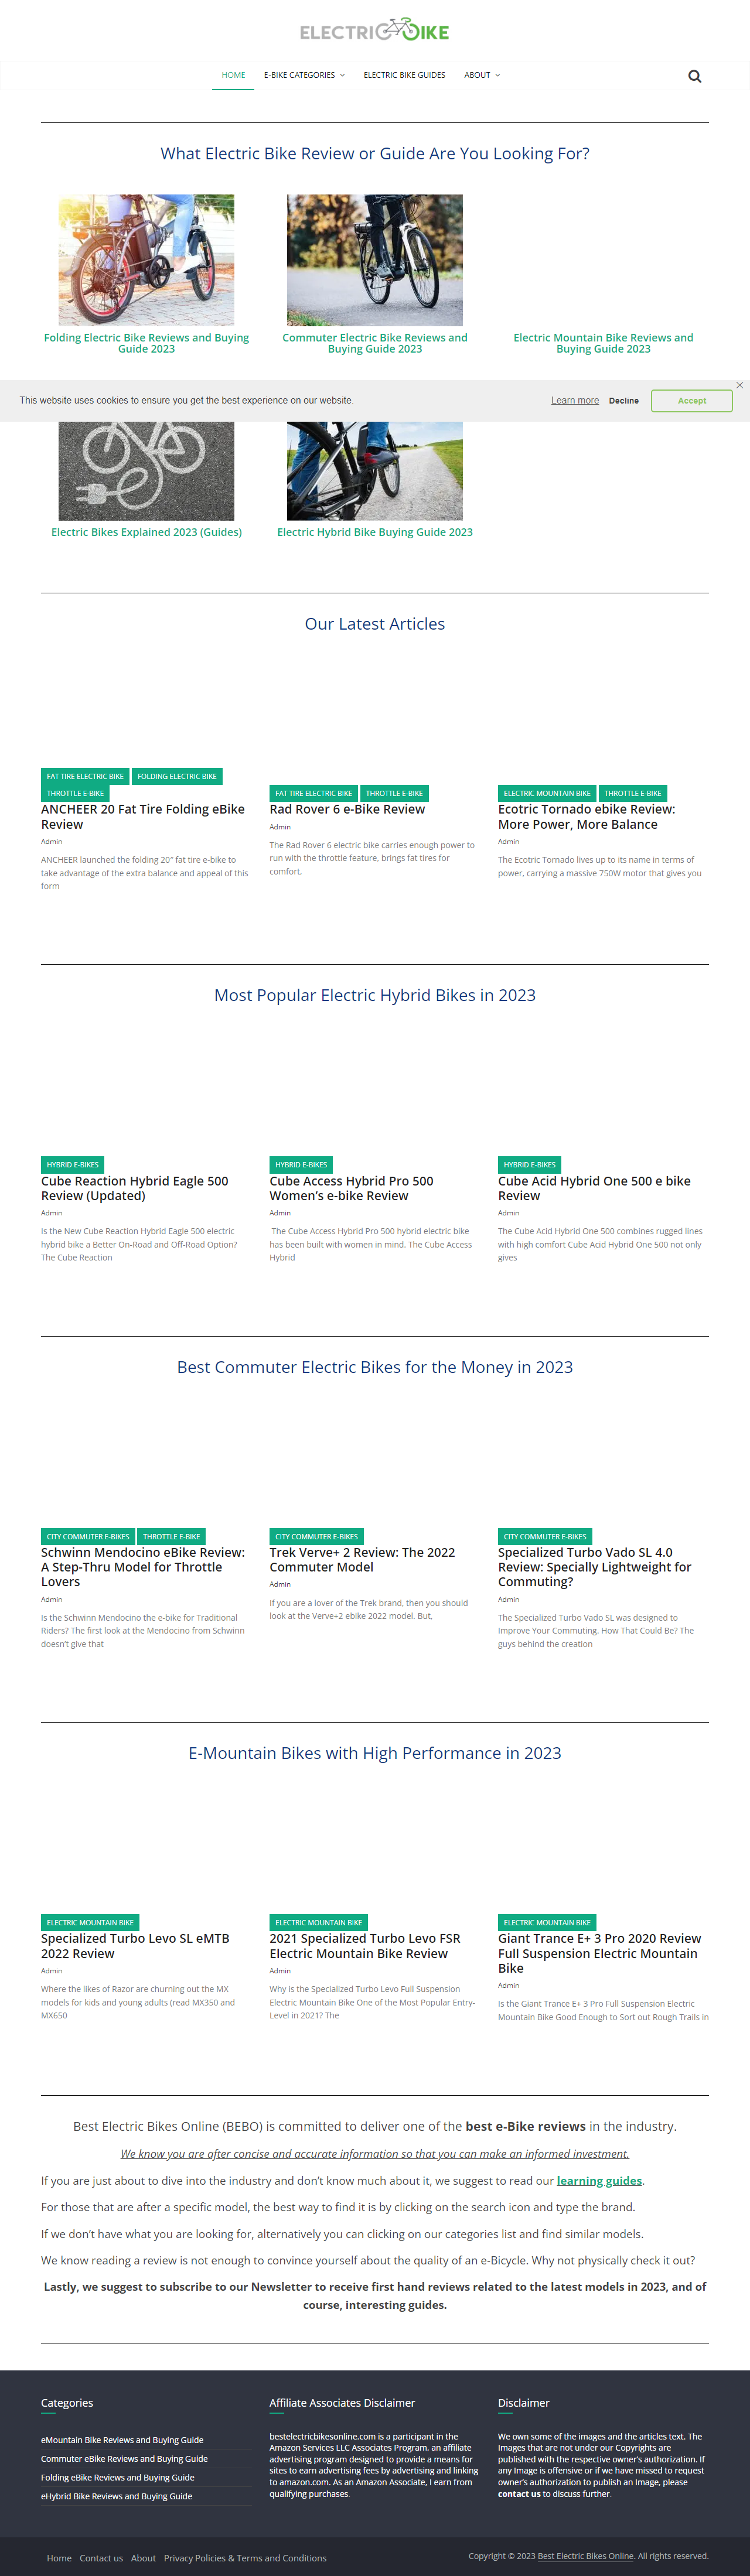 ELECTRIC BIKE
HOME
E-BIKE CATEGORIES
ELECTRIC BIKE GUIDES
ABOUT
What Electric Bike Review or Guide Are You Looking For?
Folding Electric Bike Reviews and Buying
Guide 2023
Commuter Electric Bike Reviews and
Buying Guide 2023
Electric Mountain Bike Reviews and
Buying Guide 2023
This website uses cookies to ensure you get the best experience on our website.
Learn more
Decline
Accept
Electric Bikes Explained 2023 (Guides)
Electric Hybrid Bike Buying Guide 2023
Our Latest Articles
FAT TIRE ELECTRIC BIKE
FOLDING ELECTRIC BIKE
THROTTLE E-BIKE
ANCHEER 20 Fat Tire Folding eBike
Review
Admin
ANCHEER launched the folding 20″ fat tire e-bike to
take advantage of the extra balance and appeal of this
form
FAT TIRE ELECTRIC BIKE
THROTTLE E-BIKE
Rad Rover 6 e-Bike Review
Admin
The Rad Rover 6 electric bike carries enough power to
run with the throttle feature, brings fat tires for
comfort,
ELECTRIC MOUNTAIN BIKE
THROTTLE E-BIKE
Ecotric Tornado ebike Review:
More Power, More Balance
Admin
The Ecotric Tornado lives up to its name in terms of
power, carrying a massive 750W motor that gives you
Most Popular Electric Hybrid Bikes in 2023
HYBRID E-BIKES
Cube Reaction Hybrid Eagle 500
Review (Updated)
Admin
Is the New Cube Reaction Hybrid Eagle 500 electric
hybrid bike a Better On-Road and Off-Road Option?
The Cube Reaction
HYBRID E-BIKES
Cube Access Hybrid Pro 500
Women’s e-bike Review
Admin
The Cube Access Hybrid Pro 500 hybrid electric bike
has been built with women in mind. The Cube Access
Hybrid
HYBRID E-BIKES
Cube Acid Hybrid One 500 e bike
Review
Admin
The Cube Acid Hybrid One 500 combines rugged lines
with high comfort Cube Acid Hybrid One 500 not only
gives
Best Commuter Electric Bikes for the Money in 2023
CITY COMMUTER E-BIKES
THROTTLE E-BIKE
Schwinn Mendocino eBike Review:
A Step-Thru Model for Throttle
Lovers
Admin
Is the Schwinn Mendocino the e-bike for Traditional
Riders? The first look at the Mendocino from Schwinn
doesn’t give that
CITY COMMUTER E-BIKES
Trek Verve+ 2 Review: The 2022
Commuter Model
Admin
If you are a lover of the Trek brand, then you should
look at the Verve+2 ebike 2022 model. But,
CITY COMMUTER E-BIKES
Specialized Turbo Vado SL 4.0
Review: Specially Lightweight for
Commuting?
Admin
The Specialized Turbo Vado SL was designed to
Improve Your Commuting. How That Could Be? The
guys behind the creation
E-Mountain Bikes with High Performance in 2023
ELECTRIC MOUNTAIN BIKE
Specialized Turbo Levo SL eMTB
2022 Review
Admin
Where the likes of Razor are churning out the MX
models for kids and young adults (read MX350 and
MX650
ELECTRIC MOUNTAIN BIKE
2021 Specialized Turbo Levo FSR
Electric Mountain Bike Review
Admin
Why is the Specialized Turbo Levo Full Suspension
Electric Mountain Bike One of the Most Popular Entry-
Level in 2021? The
ELECTRIC MOUNTAIN BIKE
Giant Trance E+ 3 Pro 2020 Review
Full Suspension Electric Mountain
Bike
Admin
Is the Giant Trance E+ 3 Pro Full Suspension Electric
Mountain Bike Good Enough to Sort out Rough Trails in
Best Electric Bikes Online (BEBO) is committed to deliver one of the best e-Bike reviews in the industry.
We know you are after concise and accurate information so that you can make an informed investment.
If you are just about to dive into the industry and don’t know much about it, we suggest to read our learning guides.
For those that are after a specific model, the best way to find it is by clicking on the search icon and type the brand.
If we don’t have what you are looking for, alternatively you can clicking on our categories list and find similar models.
We know reading a review is not enough to convince yourself about the quality of an e-Bicycle. Why not physically check it out?
Lastly, we suggest to subscribe to our Newsletter to receive first hand reviews related to the latest models in 2023, and of
course, interesting guides.
Categories
eMountain Bike Reviews and Buying Guide
Commuter eBike Reviews and Buying Guide
Folding eBike Reviews and Buying Guide
eHybrid Bike Reviews and Buying Guide
Affiliate Associates Disclaimer
bestelectricbikesonline.com is a participant in the
Amazon Services LLC Associates Program, an affiliate
advertising program designed to provide a means for
sites to earn advertising fees by advertising and linking
to amazon.com. As an Amazon Associate, I earn from
qualifying purchases.
Disclaimer
We own some of the images and the articles text. The
Images that are not under our Copyrights are
published with the respective owner’s authorization. If
any Image is offensive or if we have missed to request
owner’s authorization to publish an Image, please
contact us to discuss further.
Home
Contact us
About
Privacy Policies & Terms and Conditions
Copyright © 2023 Best Electric Bikes Online. All rights reserved.